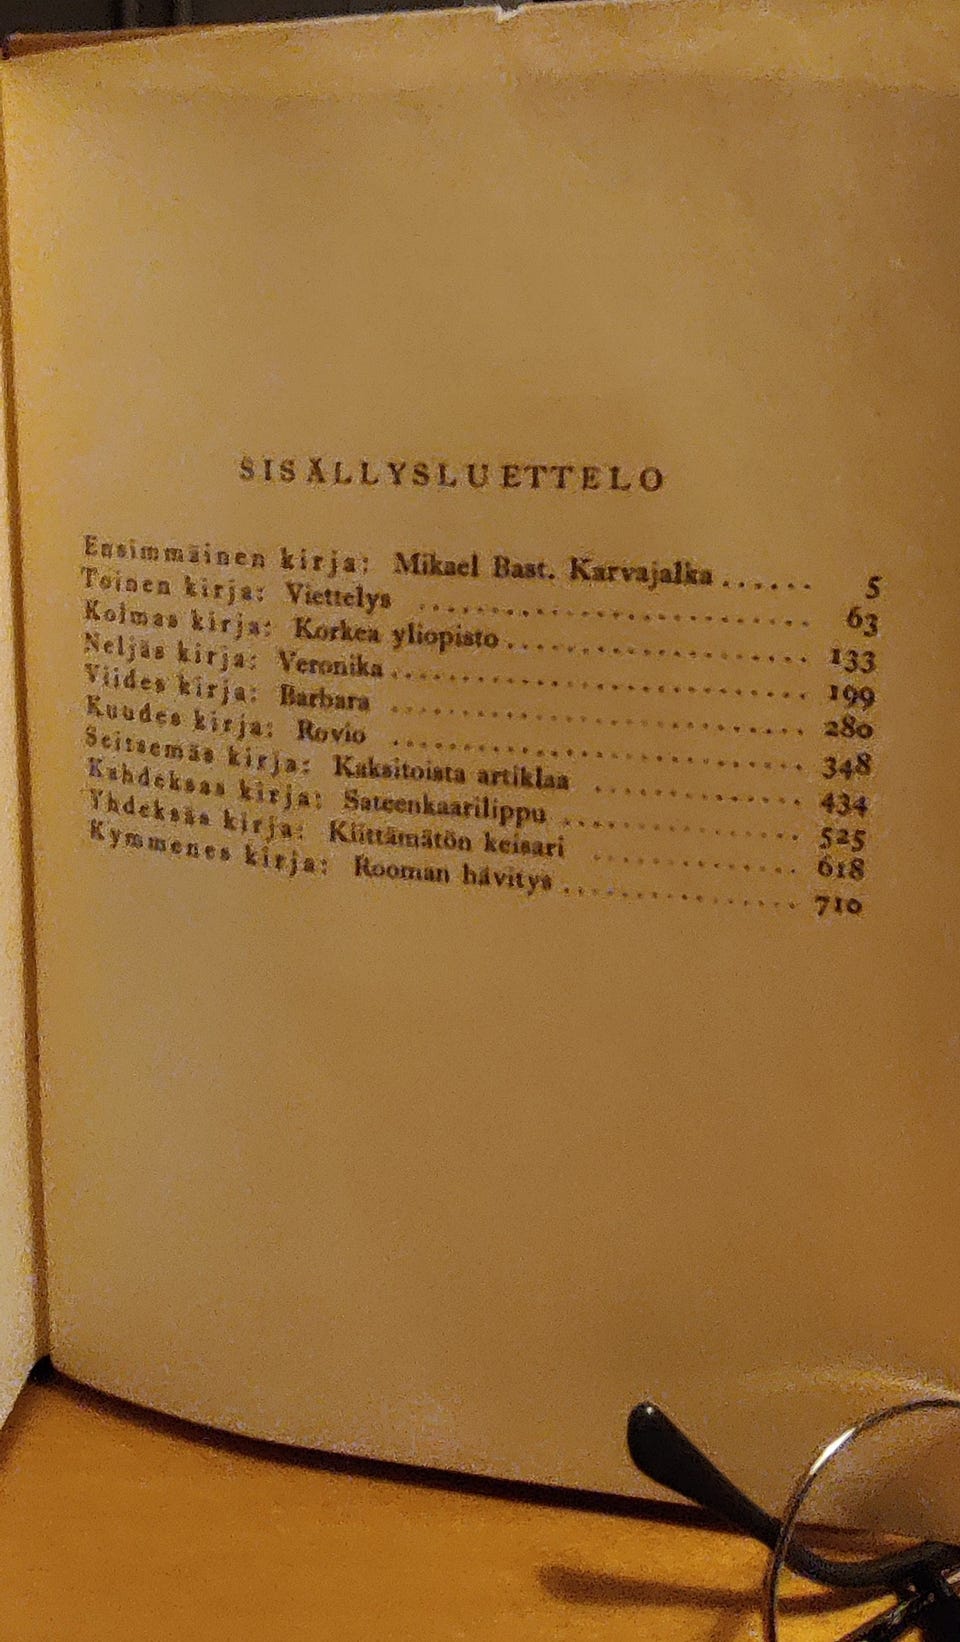 SISÄLLYSLUETTELO
Ensimmäinen kirja: Mikael Bast. Karvajalka ...... 5
Toinen kirja: Viettelys ........................ 63
Kolmas kirja: Korkea yliopisto .................. 133
Neljäs kirja: Veronika .......................... 199
Viides kirja: Barbara ........................... 280
Kuudes kirja: Rovio ............................. 348
Seitsemäs kirja: Kaksitoista artiklaa ............ 434
Kahdeksas kirja: Sateenkaarilippu ............... 525
Yhdeksäs kirja: Kiittämätön keisari ............. 618
Kymmenes kirja: Rooman hävitys .................. 710